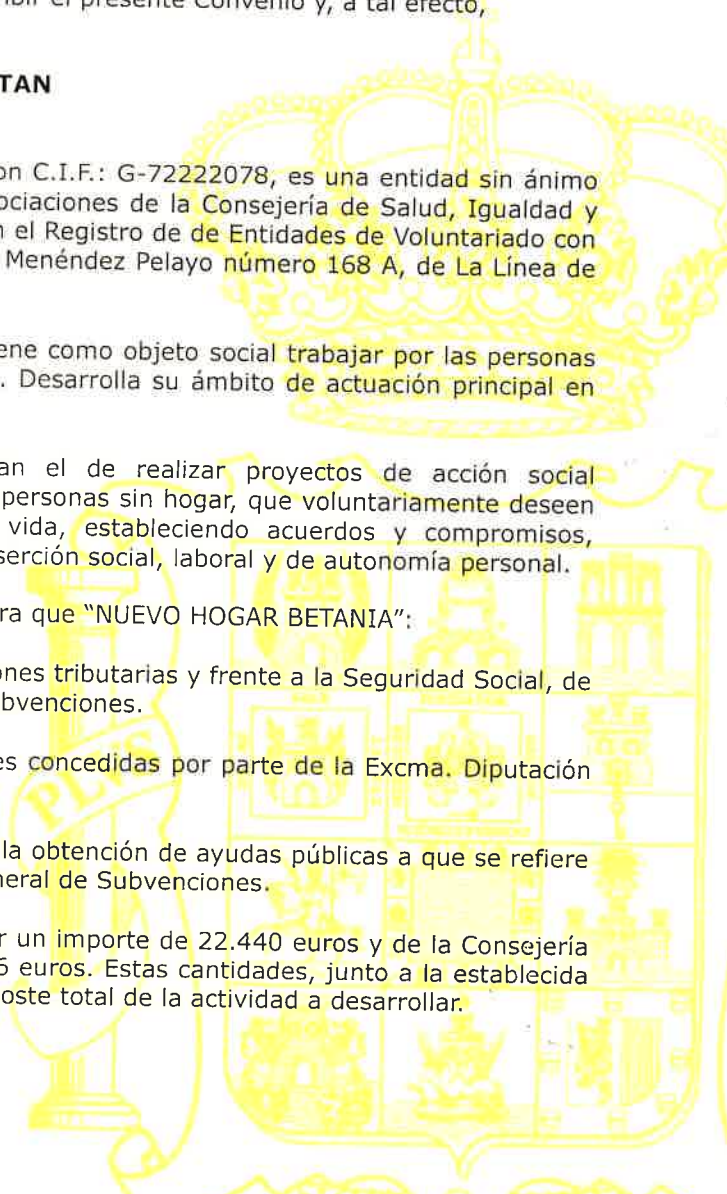 el presente Convenio y, a tal efecto,
TAN
on C.I.F.: G-72222078, es una entidad sin ánimo
ociaciones de la Consejería de Salud, Igualdad y
n el Registro de de Entidades de Voluntariado con
Menéndez Pelayo número 168 A, de La Línea de
ene como objeto social trabajar por las personas
. Desarrolla su ámbito de actuación principal en
an el de realizar proyectos de acción social
personas sin hogar, que voluntariamente deseen
vida, estableciendo acuerdos y compromisos,
serción social, laboral y de autonomía personal.
ra que "NUEVO HOGAR BETANIA":
ones tributarias y frente a la Seguridad Social, de
bvenciones.
es concedidas por parte de la Excma. Diputación
PLVS
la obtención de ayudas públicas a que se refiere
neral de Subvenciones.
r un importe de 22.440 euros y de la Consejería
5 euros. Estas cantidades, junto a la establecida
oste total de la actividad a desarrollar.